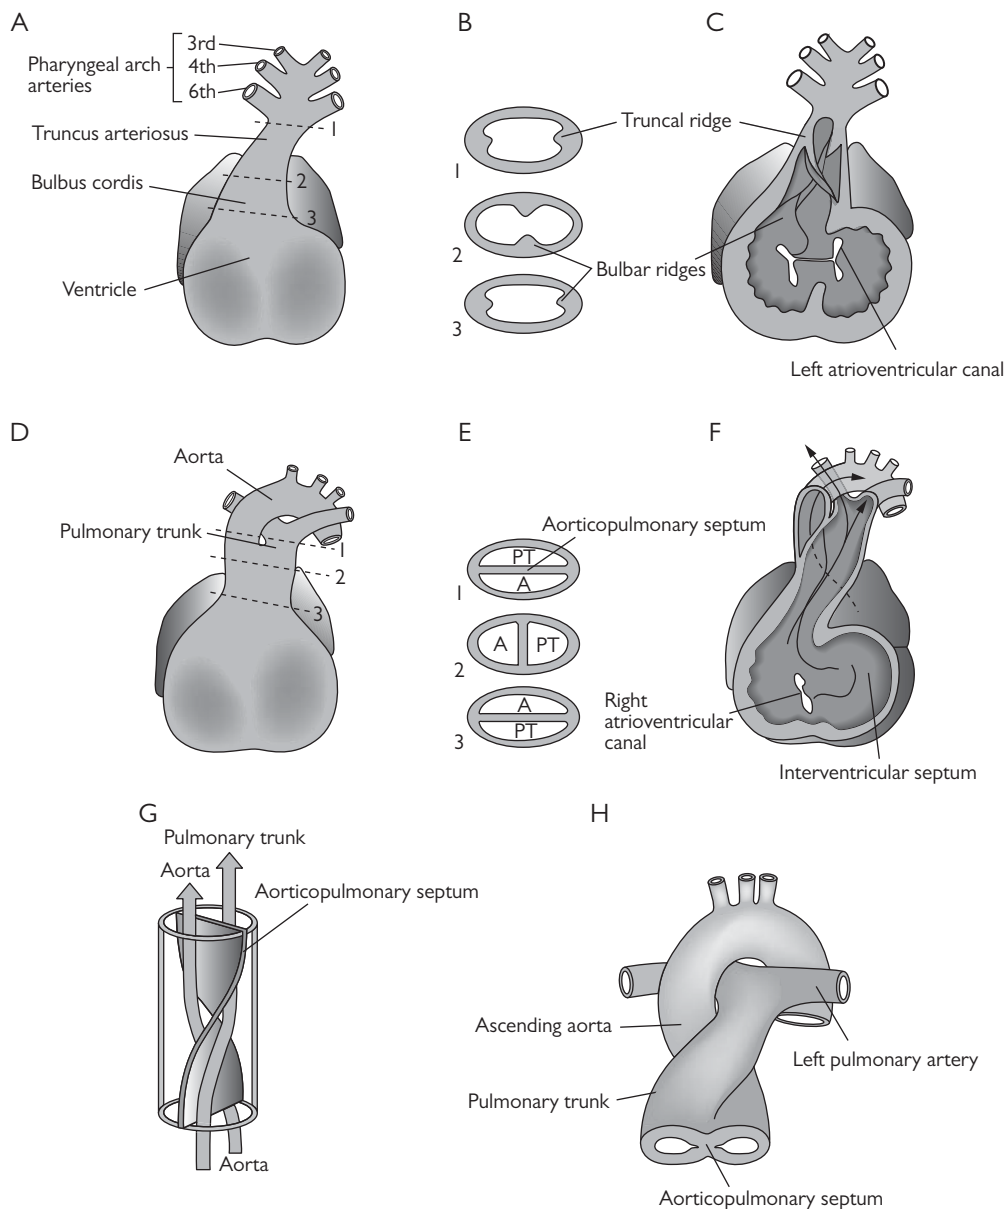 A
3rd
4th
6th
Pharyngeal arch
arteries
Truncus arteriosus
Bulbus cordis
Ventricle
1
2
3
B
1
2
3
Truncal ridge
Bulbar ridges
C
Left atrioventricular canal
D
Aorta
Pulmonary trunk
1
2
3
E
Aorticopulmonary septum
PT
A
1
A PT
2
A
PT
3
F
Right
atrioventricular
canal
Interventricular septum
G
Pulmonary trunk
Aorta
Aorticopulmonary septum
Aorta
H
Ascending aorta
Left pulmonary artery
Pulmonary trunk
Aorticopulmonary septum